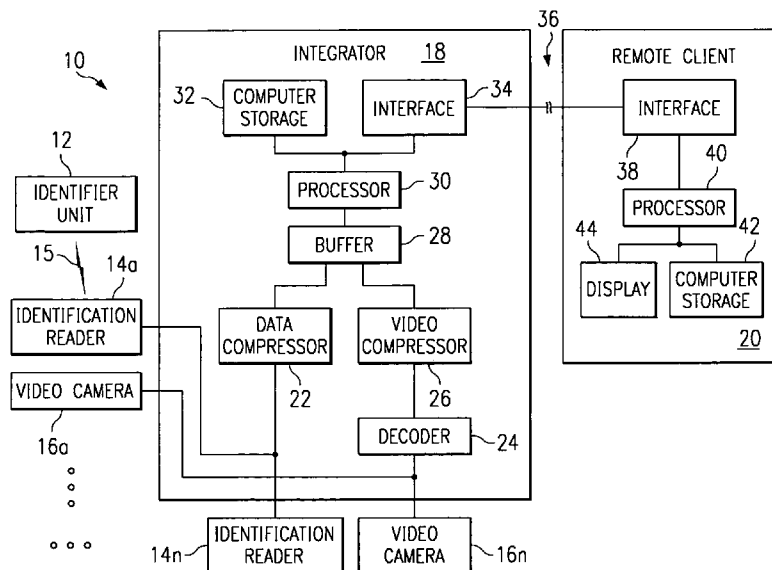 36
10
INTEGRATOR 18
REMOTE CLIENT
32
COMPUTER
STORAGE
INTERFACE
34
INTERFACE
38
12
IDENTIFIER
UNIT
PROCESSOR
30
40
PROCESSOR
BUFFER
28
15
14a
44
42
DISPLAY
COMPUTER
STORAGE
IDENTIFICATION
READER
DATA
COMPRESSOR
VIDEO
COMPRESSOR
20
VIDEO CAMERA
22
26
16a
DECODER
24
14n
IDENTIFICATION
READER
VIDEO
CAMERA
16n